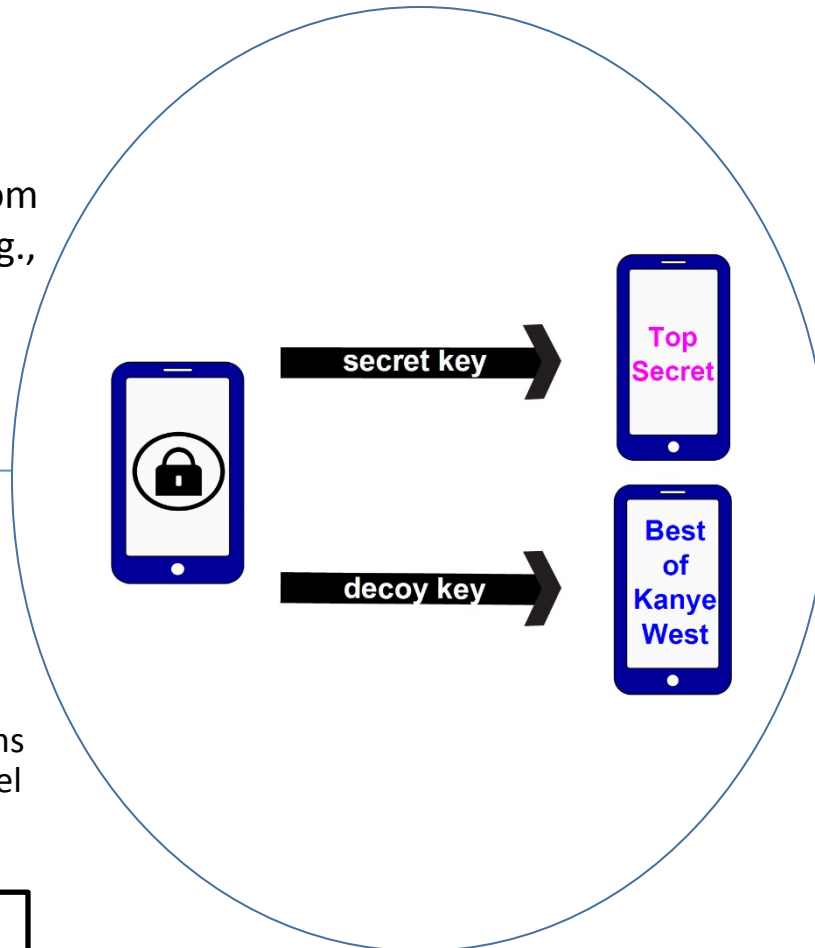 g.,
secret key
Top
Secret
decoy key
Best
of
Kanye
West